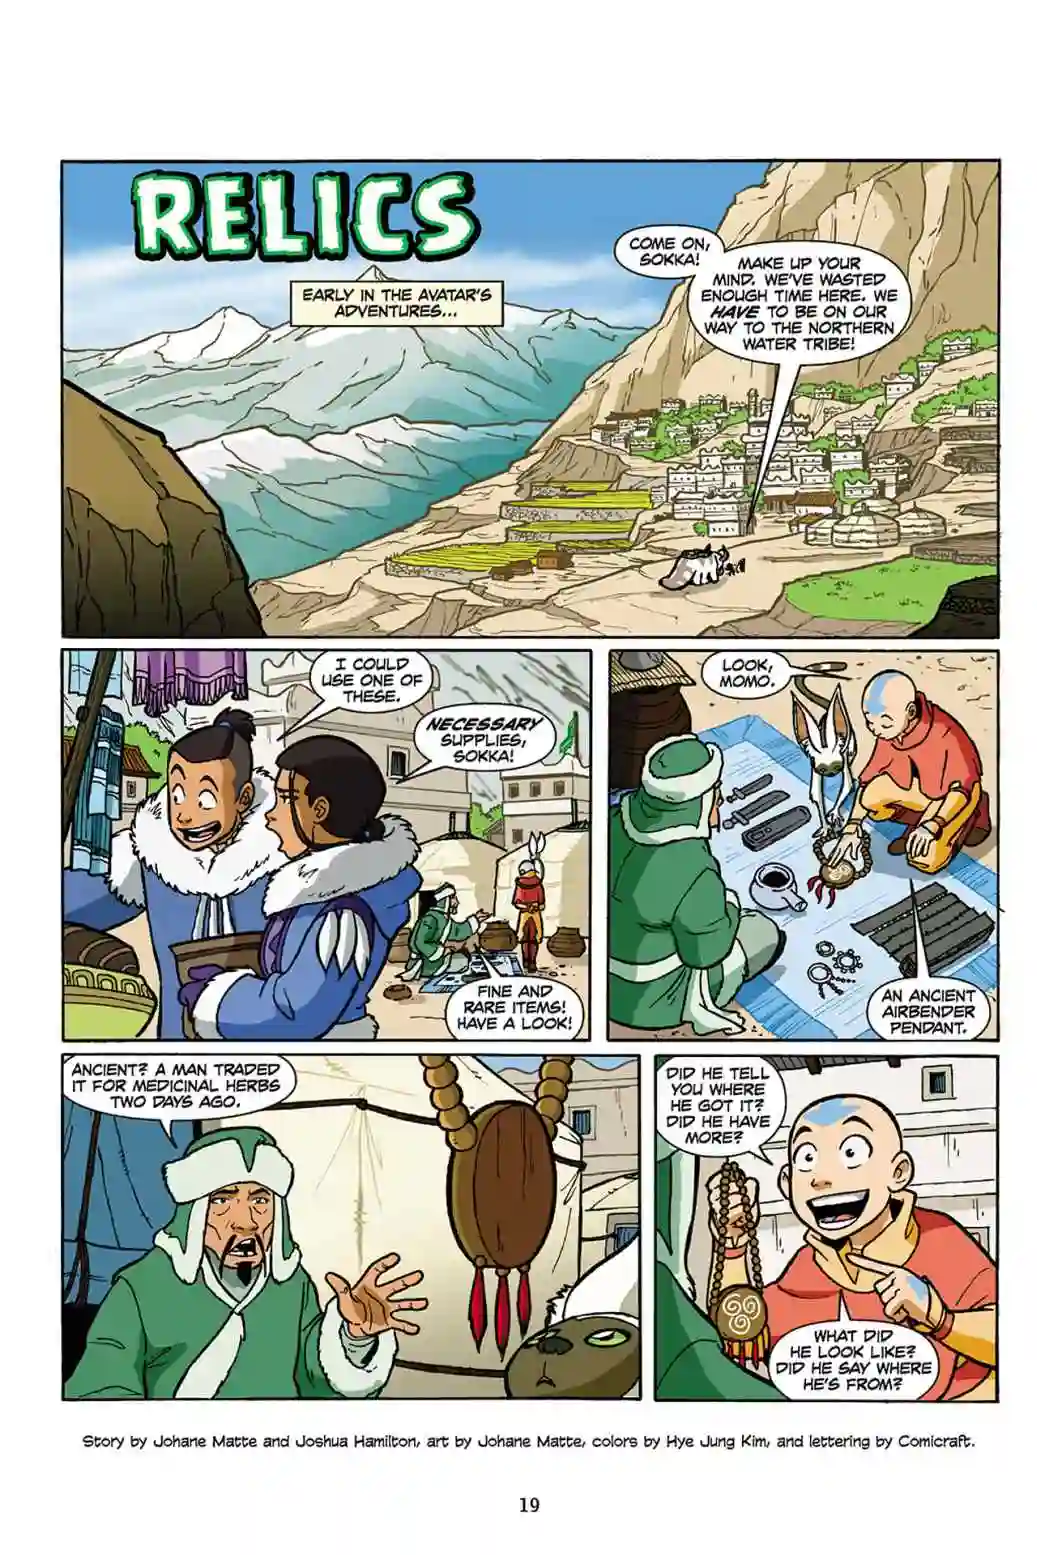 RELICS
EARLY IN THE AVATAR'S
ADVENTURES...
COME ON,
SOKKA!
MAKE UP YOUR
MIND. WE'VE WASTED
ENOUGH TIME HERE. WE
HAVE TO BE ON OUR
WAY TO THE NORTHERN
WATER TRIBE!
I COULD
USE ONE OF
THESE.
NECESSARY
SUPPLIES,
SOKKA!
FINE AND
RARE ITEMS!
HAVE A LOOK!
LOOK,
MOMO.
AN ANCIENT
AIRBENDER
PENDANT.
ANCIENT? A MAN TRADED
IT FOR MEDICINAL HERBS
TWO DAYS AGO.
DID HE TELL
YOU WHERE
HE GOT IT?
DID HE HAVE
MORE?
WHAT DID
HE LOOK LIKE?
DID HE SAY WHERE
HE'S FROM?
Story by Johane Matte and Joshua Hamilton, art by Johane Matte, colors by Hye Jung Kim, and lettering by Comicraft.
19